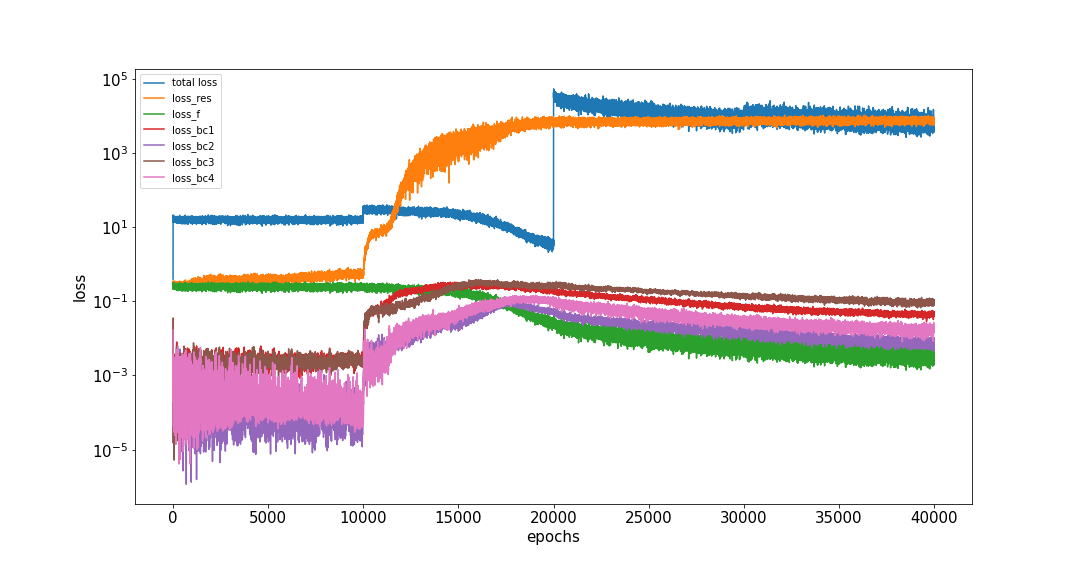 10^5
10^3
10^1
10^−1
10^−3
10^−5
loss
total loss
loss_res
loss_f
loss_bc1
loss_bc2
loss_bc3
loss_bc4
0 5000 10000 15000 20000 25000 30000 35000 40000
epochs